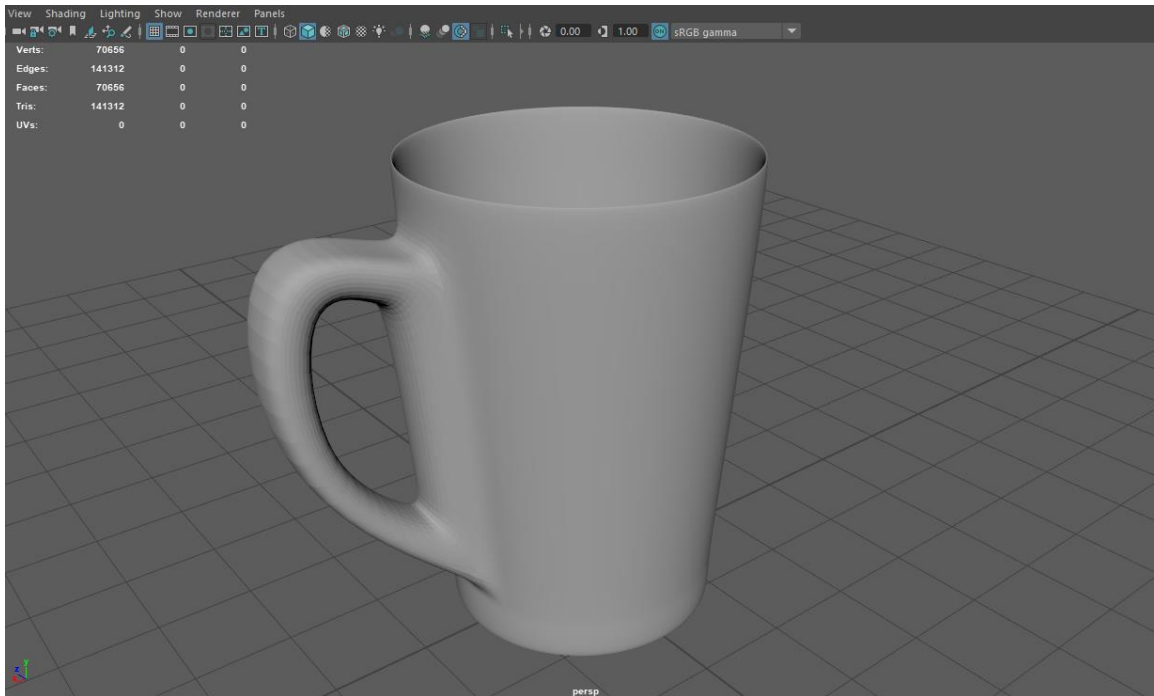 View Shading Lighting Show Renderer Panels
0.00 1.00 sRGB gamma
Verts: 70656 0 0
Edges: 141312 0 0
Faces: 70656 0 0
Tris: 141312 0 0
UVs: 0 0 0
persp